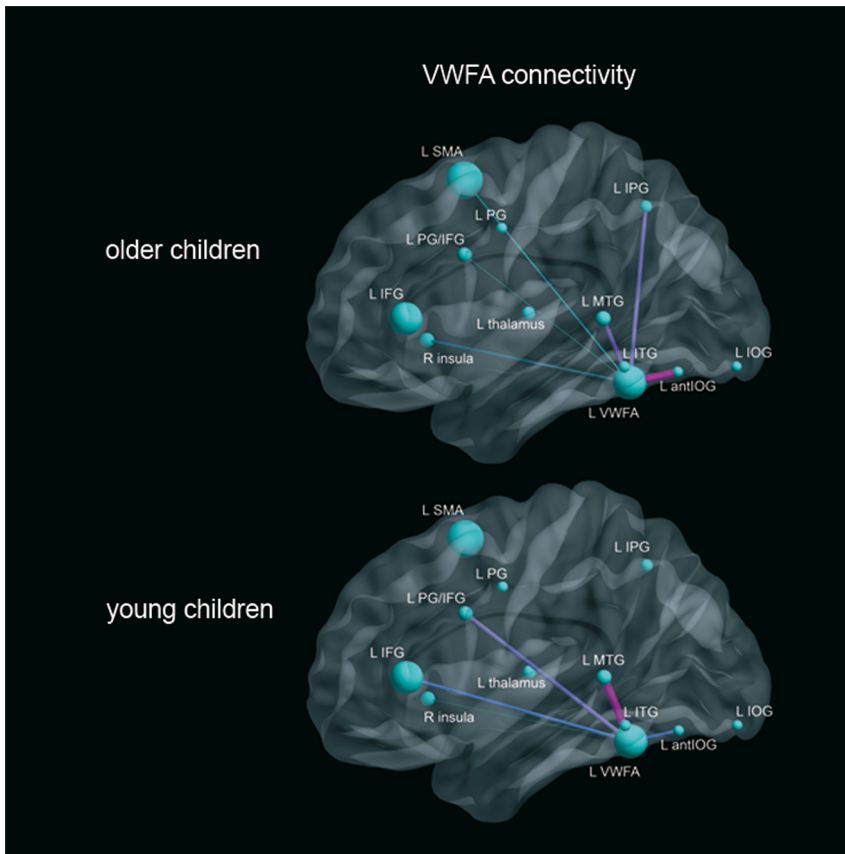 VWFA connectivity
older children
L SMA
L IPG
L PG
L PG/IFG
L IFG
L MTG
L thalamus
R insula
L ITG
L IOG
L antIOG
L VWFA
young children
L SMA
L IPG
L PG
L PG/IFG
L IFG
L MTG
L thalamus
R insula
L ITG
L IOG
L antIOG
L VWFA